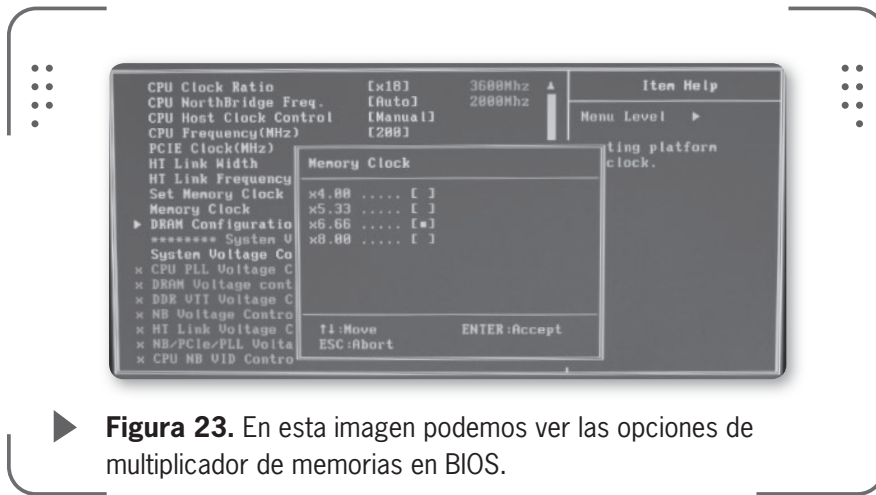 CPU Clock Ratio [x18] 3600Mhz
CPU NorthBridge Freq. [Auto] 2000Mhz
CPU Host Clock Control [Manual]
CPU Frequency(MHz) [200]
PCIE Clock(MHz)
HT Link Width
HT Link Frequency
Set Memory Clock
Memory Clock
▶ DRAM Configuratio
******** System V
System Voltage Co
x CPU PLL Voltage C
x DRAM Voltage cont
x DDR VTT Voltage C
x NB Voltage Contro
x HT Link Voltage C
x NB/PCIe/PLL Volta
x CPU NB VID Contro
Memory Clock
x4.00 ..... [ ]
x5.33 ..... [ ]
x6.66 ..... [■]
x8.00 ..... [ ]
↑↓:Move ENTER:Accept
ESC:Abort
Item Help
Menu Level ▶
ting platform
clock.
Figura 23. En esta imagen podemos ver las opciones de
multiplicador de memorias en BIOS.